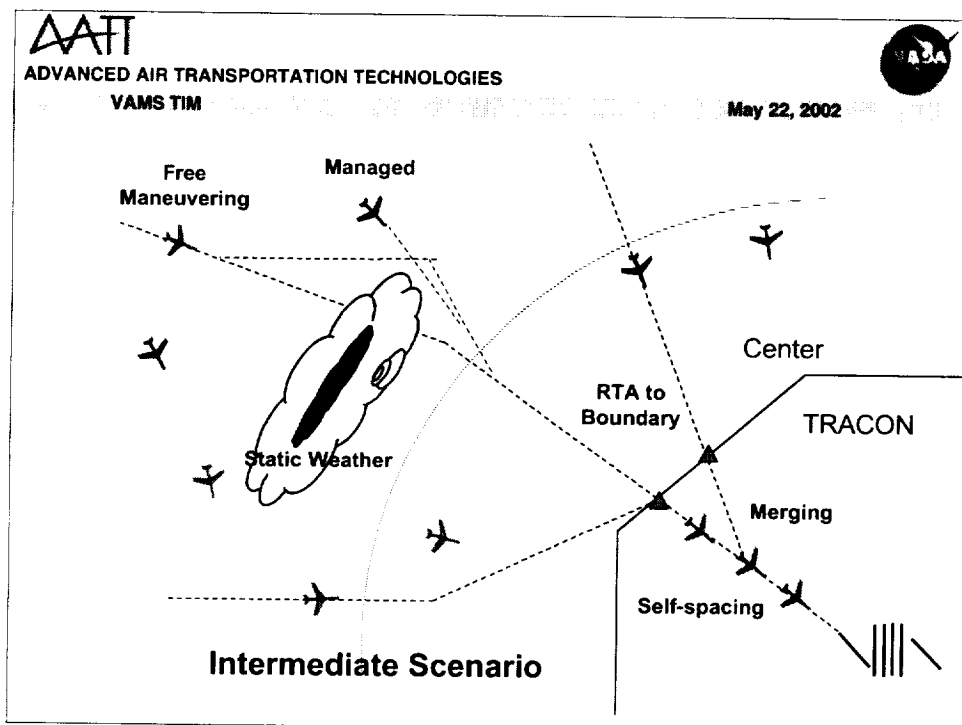 AATT
NASA
ADVANCED AIR TRANSPORTATION TECHNOLOGIES
VAMS TIM
May 22, 2002
Free
Maneuvering
Managed
Center
RTA to
Boundary
TRACON
Static Weather
Merging
Self-spacing
Intermediate Scenario